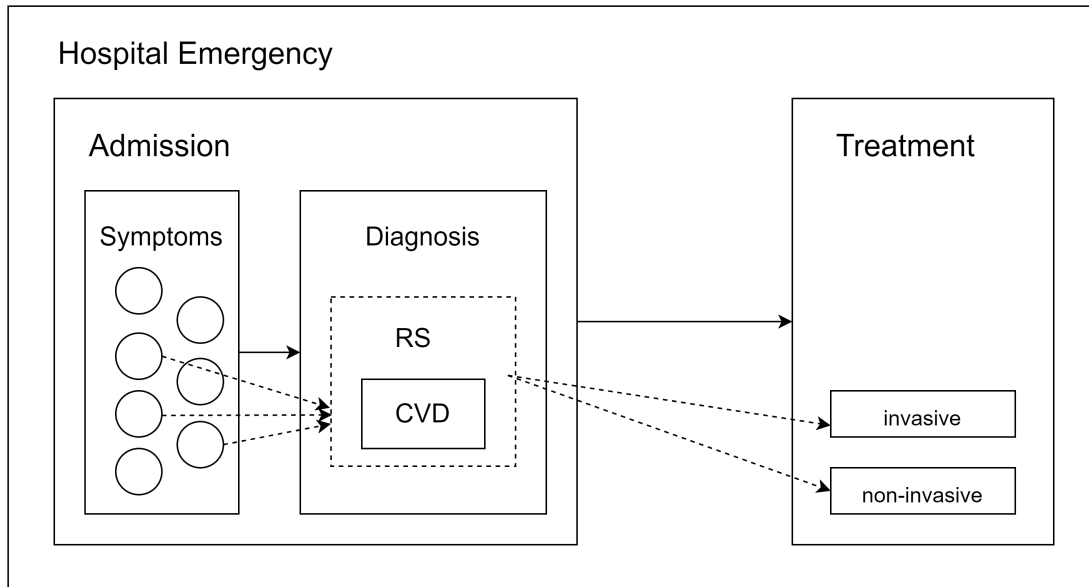 Hospital Emergency
Admission
Treatment
Symptoms
Diagnosis
RS
CVD
invasive
non-invasive